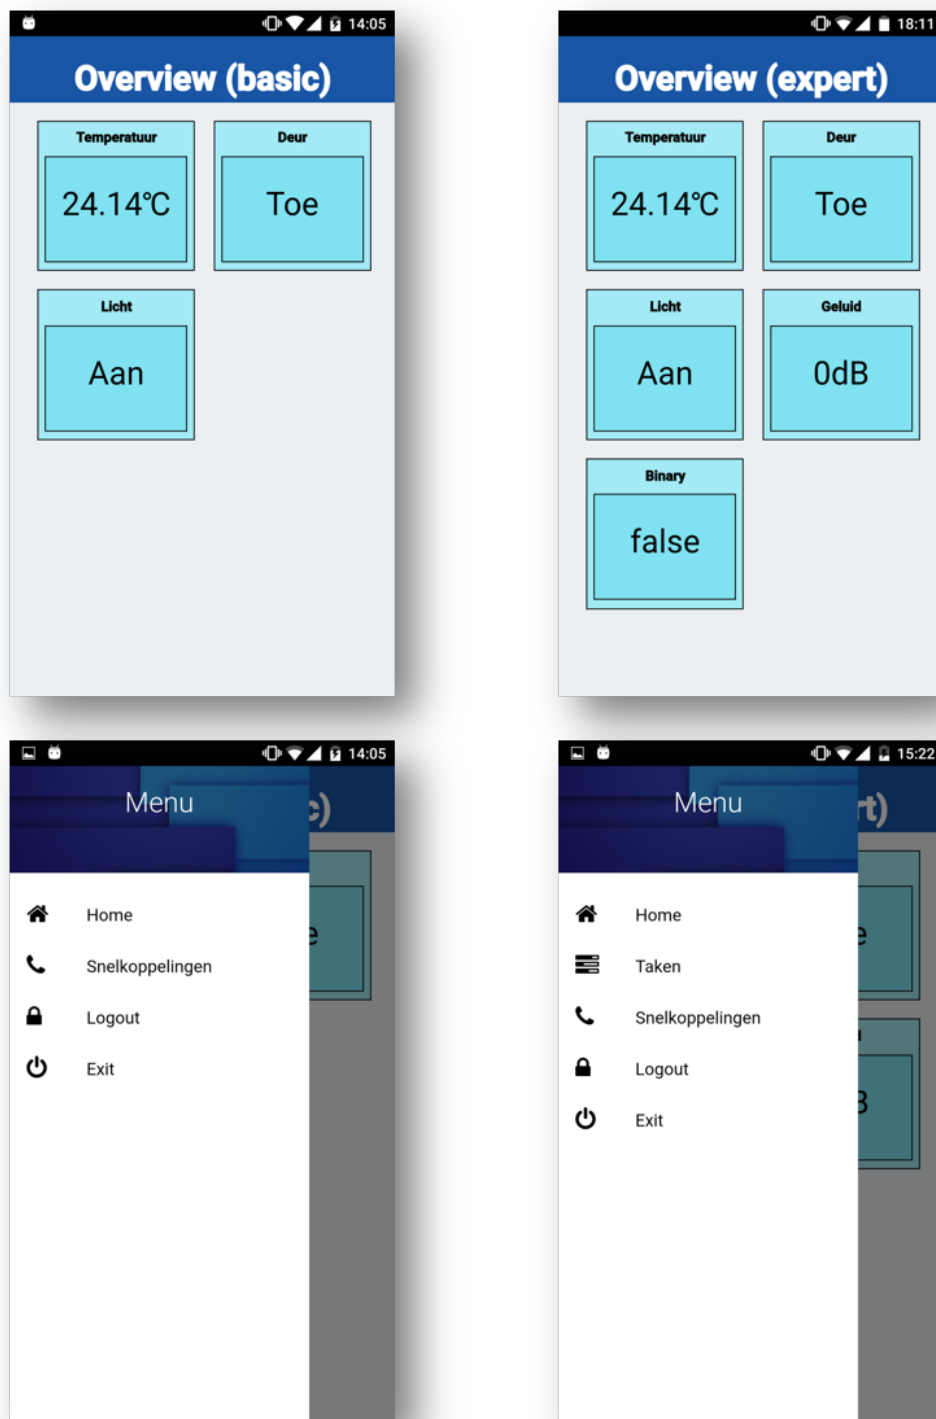 14:05
Overview (basic)
Temperatuur
Deur
24.14°C
Toe
Licht
Aan
18:11
Overview (expert)
Temperatuur
Deur
24.14°C
Toe
Licht
Geluid
Aan
0dB
Binary
false
14:05
Menu
c)
e
Home
Snelkoppelingen
Logout
Exit
15:22
Menu
rt)
e
Home
Taken
Snelkoppelingen
Logout
Exit